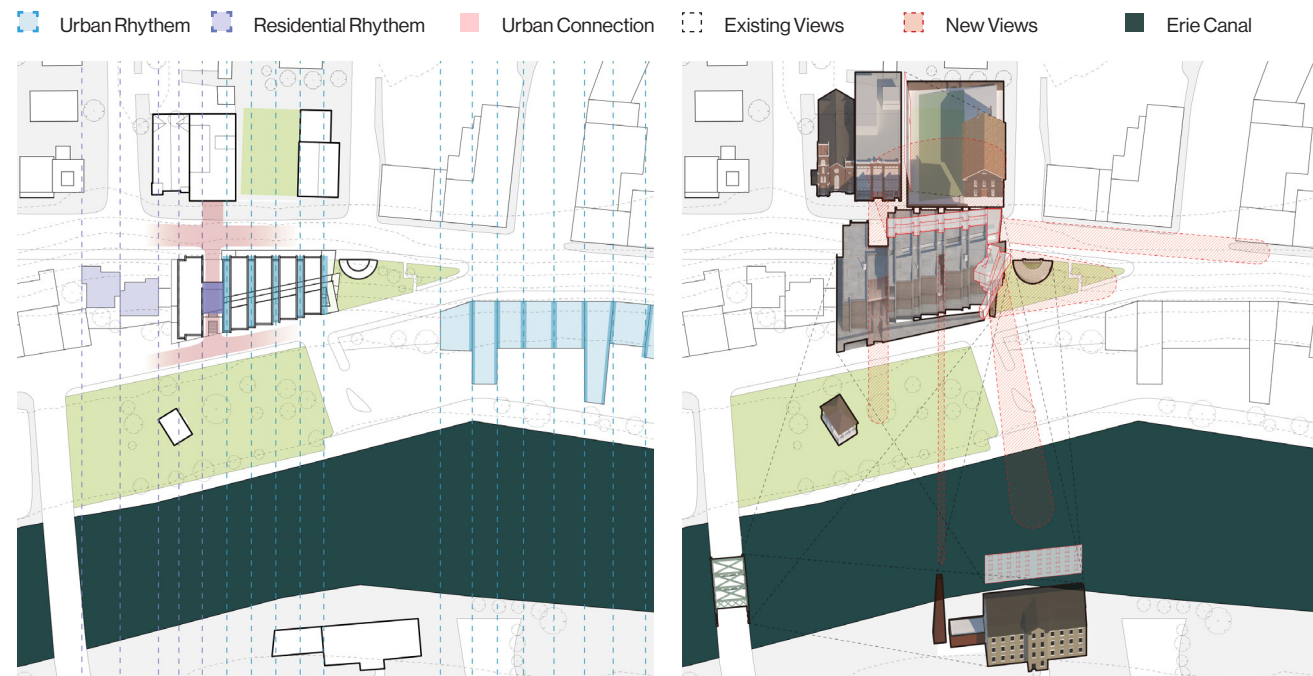 Urban Rhythem
Residential Rhythem
Urban Connection
Existing Views
New Views
Erie Canal